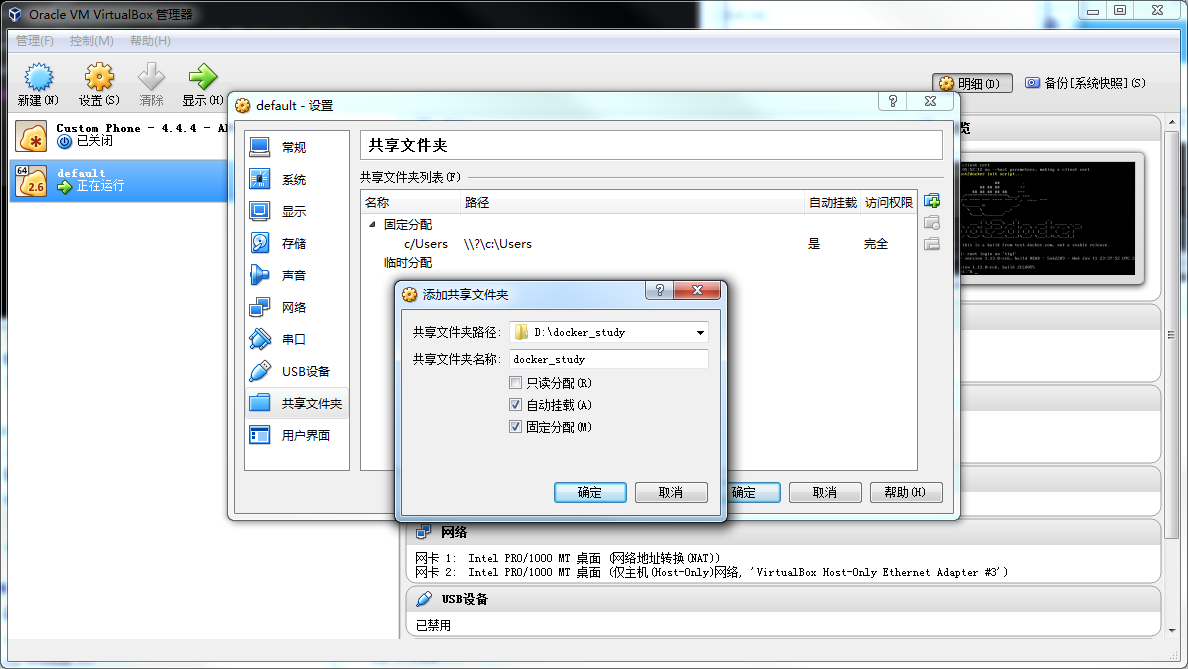 Oracle VM VirtualBox 管理器
管理(F) 控制(M) 帮助(H)
新建(N) 设置(S) 清除 显示(H)
明细(D) 备份[系统快照](S)
Custom Phone - 4.4.4 - A
已关闭
64
2.6
default
正在运行
default - 设置
常规
系统
显示
存储
声音
网络
串口
USB设备
共享文件夹
用户界面
共享文件夹
共享文件夹列表(F)
名称 路径 自动挂载 访问权限
固定分配
c/Users \\?\c:\Users 是 完全
临时分配
添加共享文件夹
共享文件夹路径: D:\docker_study
共享文件夹名称: docker_study
只读分配(R)
自动挂载(A)
固定分配(M)
确定 取消
确定 取消 帮助(H)
览
网络
网卡 1: Intel PRO/1000 MT 桌面 (网络地址转换(NAT))
网卡 2: Intel PRO/1000 MT 桌面 (仅主机(Host-Only)网络, 'VirtualBox Host-Only Ethernet Adapter #3')
USB设备
已禁用